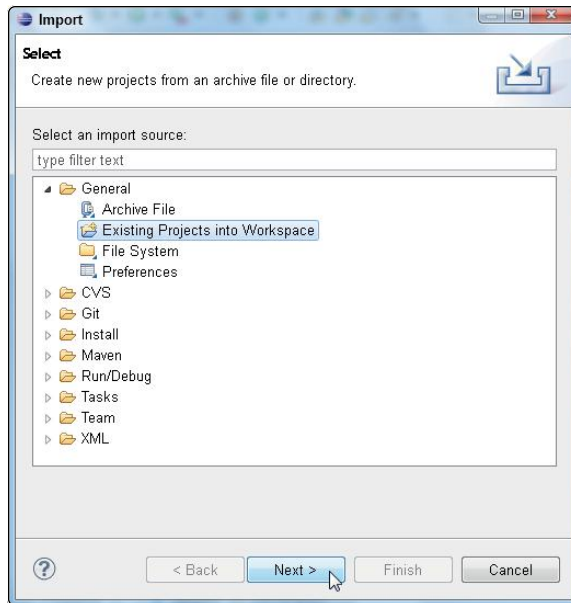 Import
Select
Create new projects from an archive file or directory.
Select an import source:
type filter text
General
Archive File
Existing Projects into Workspace
File System
Preferences
CVS
Git
Install
Maven
Run/Debug
Tasks
Team
XML
? < Back Next > Finish Cancel